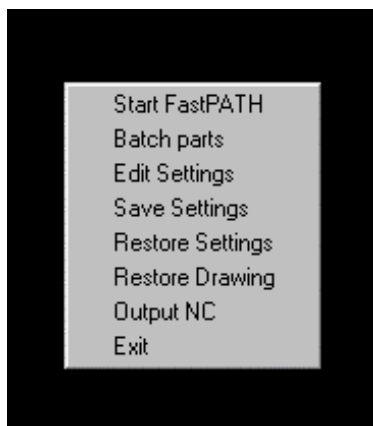 Start FastPATH
Batch parts
Edit Settings
Save Settings
Restore Settings
Restore Drawing
Output NC
Exit